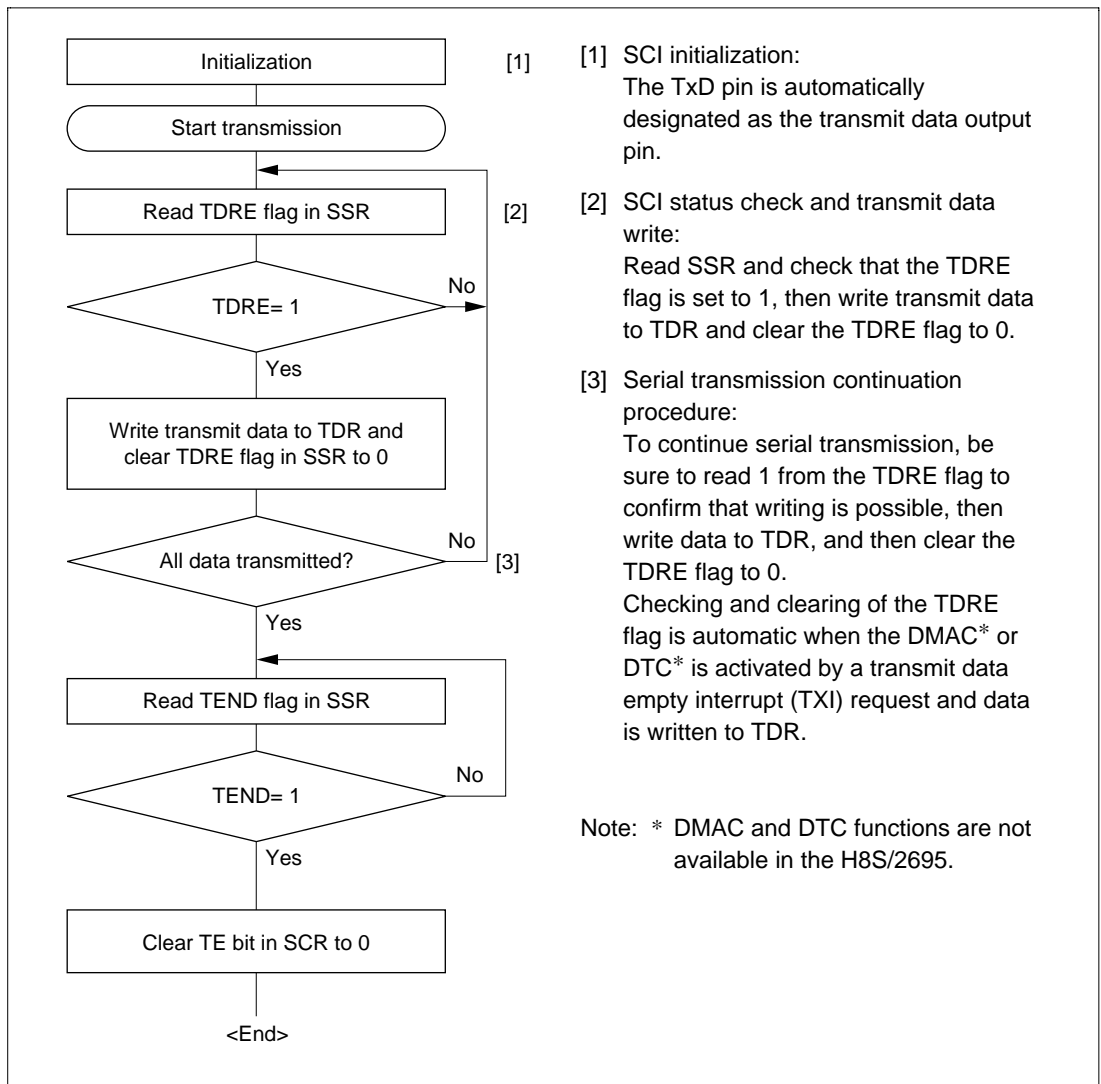 Initialization
[1]
Start transmission
Read TDRE flag in SSR
[2]
TDRE= 1
No
Yes
Write transmit data to TDR and
clear TDRE flag in SSR to 0
All data transmitted?
No
[3]
Yes
Read TEND flag in SSR
TEND= 1
No
Yes
Clear TE bit in SCR to 0
<End>
[1] SCI initialization:
The TxD pin is automatically
designated as the transmit data output
pin.
[2] SCI status check and transmit data
write:
Read SSR and check that the TDRE
flag is set to 1, then write transmit data
to TDR and clear the TDRE flag to 0.
[3] Serial transmission continuation
procedure:
To continue serial transmission, be
sure to read 1 from the TDRE flag to
confirm that writing is possible, then
write data to TDR, and then clear the
TDRE flag to 0.
Checking and clearing of the TDRE
flag is automatic when the DMAC* or
DTC* is activated by a transmit data
empty interrupt (TXI) request and data
is written to TDR.
Note: * DMAC and DTC functions are not
available in the H8S/2695.